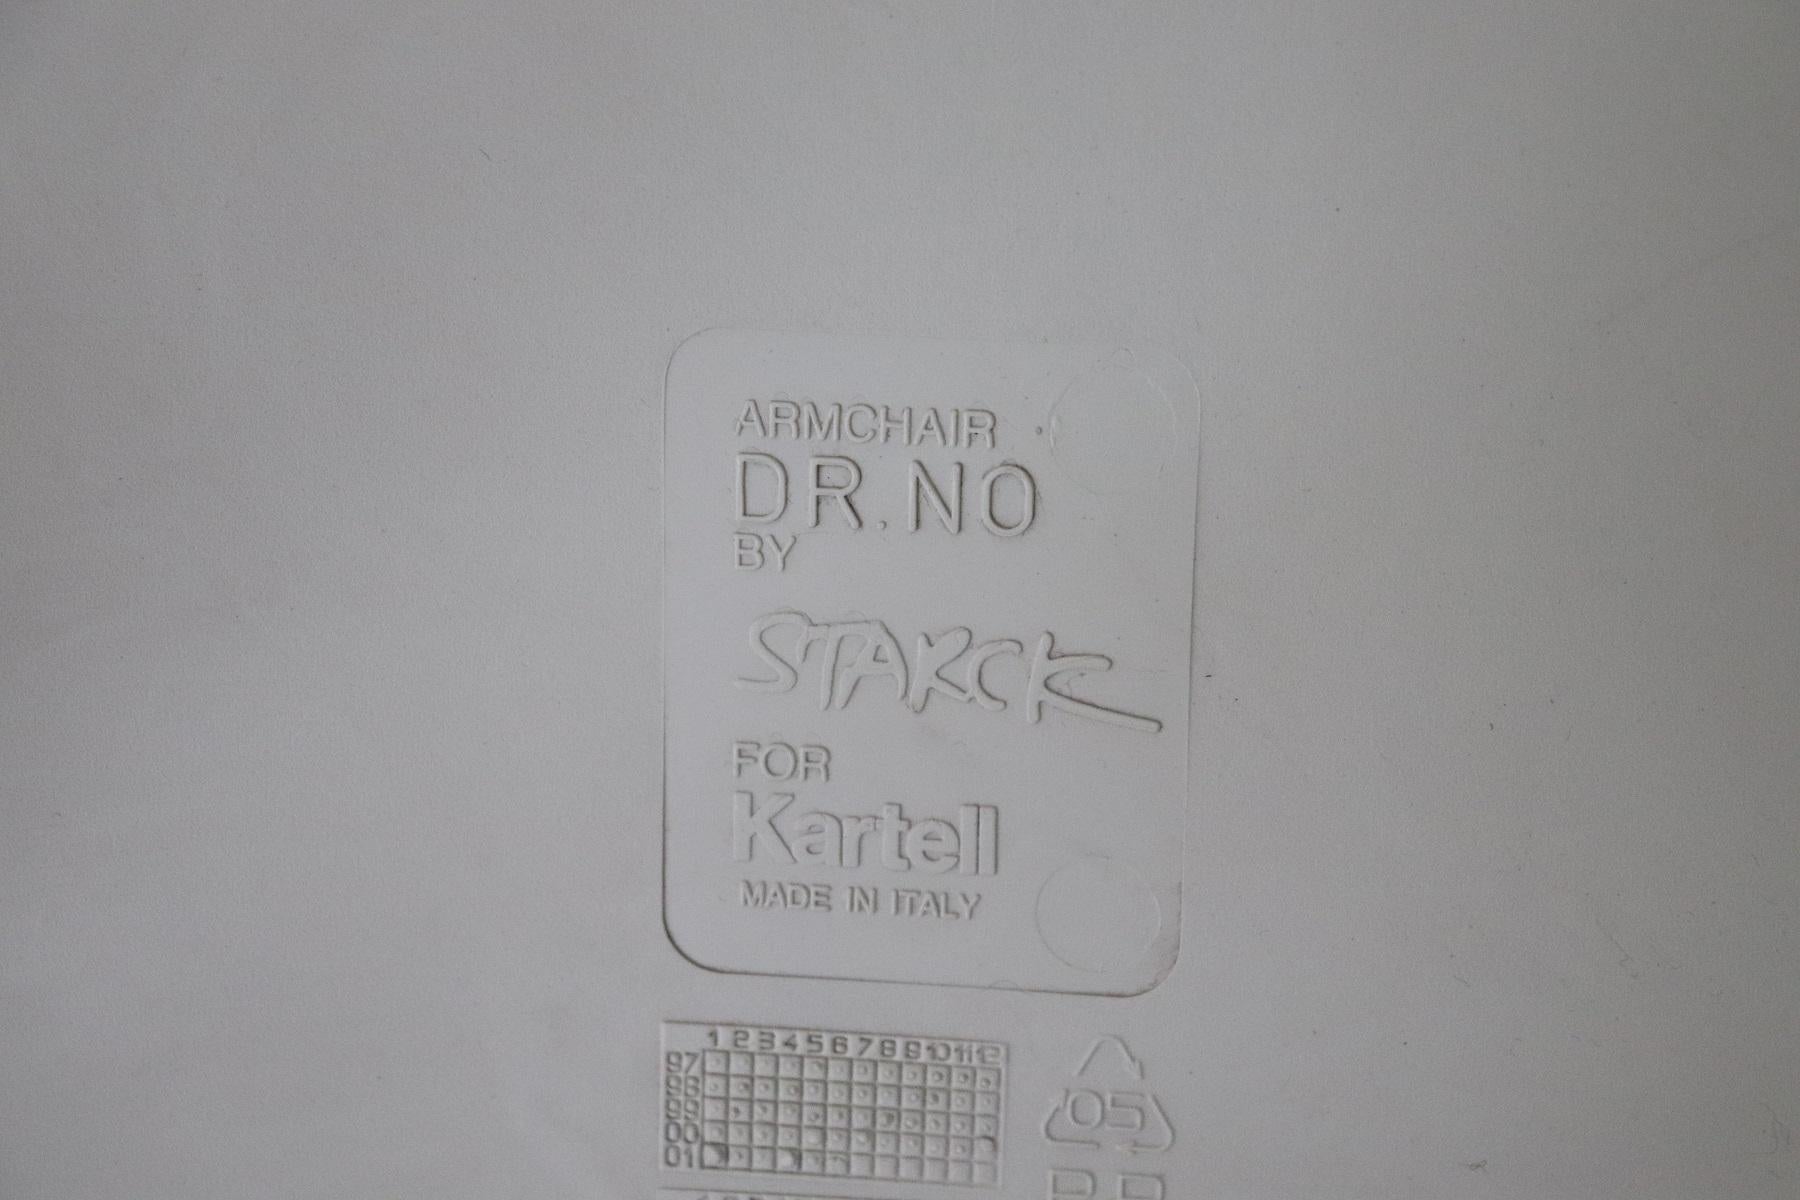 ARMCHAIR
DR.NO
BY
STARCK
FOR
Kartell
MADE IN ITALY
1 2 3 4 5 6 7 8 9 10 11 12
97
98
99
00
01
05
PP